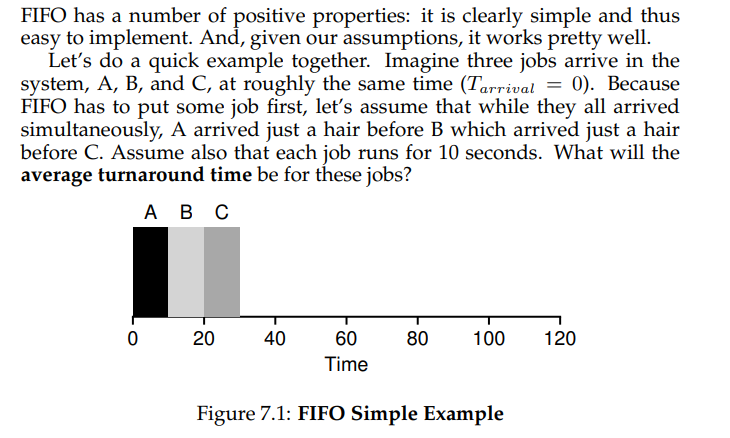 FIFO has a number of positive properties: it is clearly simple and thus
easy to implement. And, given our assumptions, it works pretty well.
Let's do a quick example together. Imagine three jobs arrive in the
system, A, B, and C, at roughly the same time (T_arrival = 0). Because
FIFO has to put some job first, let's assume that while they all arrived
simultaneously, A arrived just a hair before B which arrived just a hair
before C. Assume also that each job runs for 10 seconds. What will the
average turnaround time be for these jobs?
A B C
0 20 40 60 80 100 120
Time
Figure 7.1: FIFO Simple Example